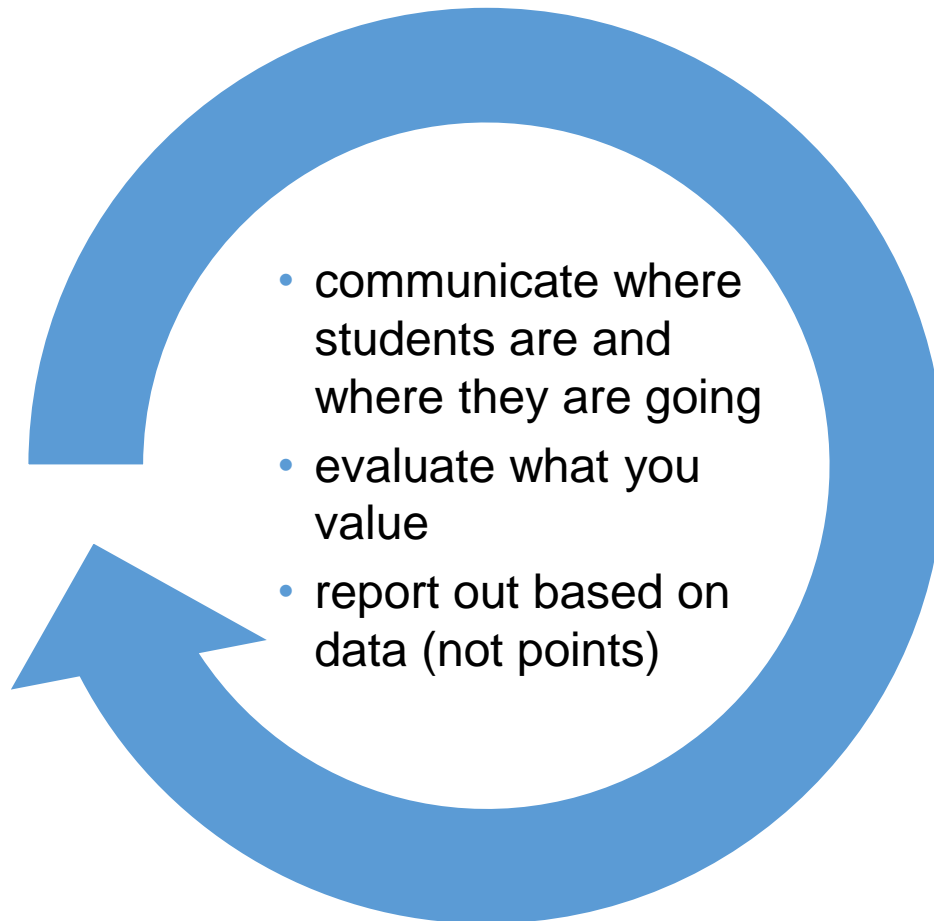 • communicate where
students are and
where they are going
• evaluate what you
value
• report out based on
data (not points)